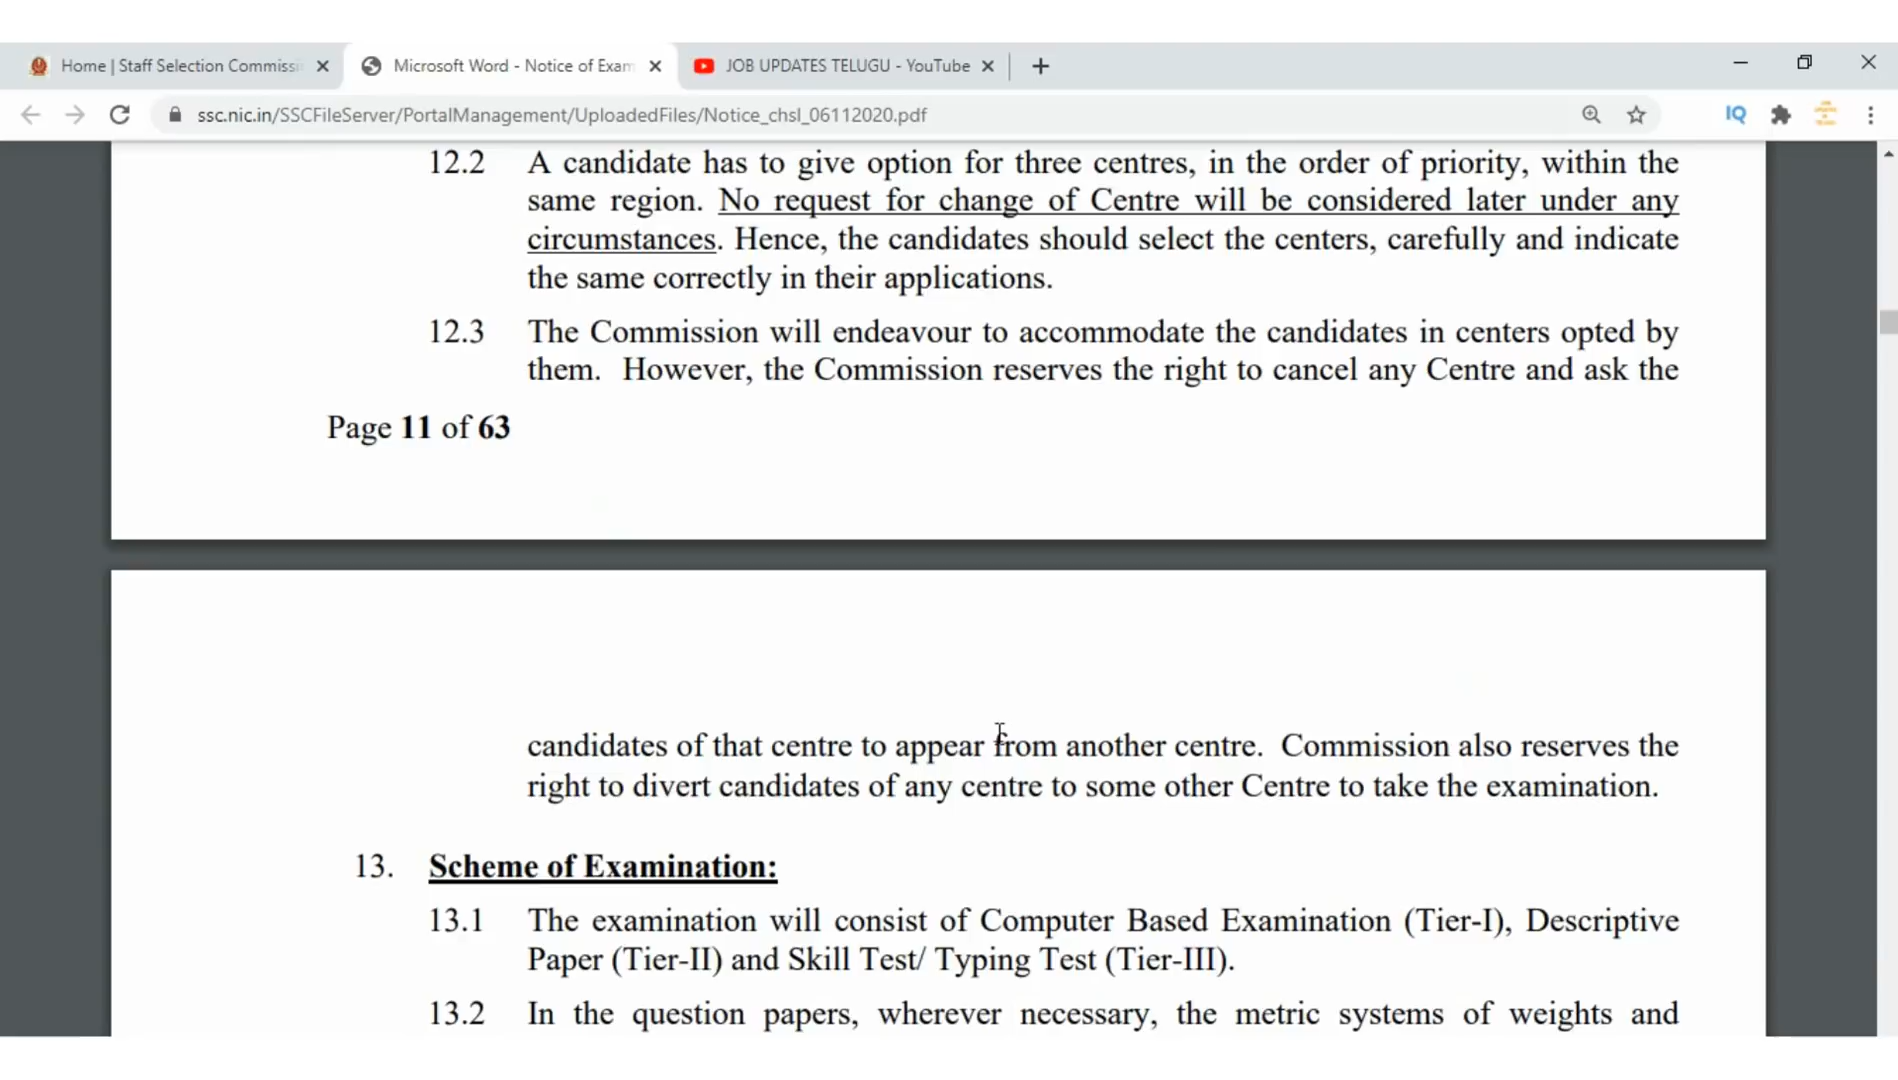 Home | Staff Selection Commissi
Microsoft Word - Notice of Exam
JOB UPDATES TELUGU - YouTube
ssc.nic.in/SSCFileServer/PortalManagement/UploadedFiles/Notice_chsl_06112020.pdf
IQ
12.2 A candidate has to give option for three centres, in the order of priority, within the
same region. No request for change of Centre will be considered later under any
circumstances. Hence, the candidates should select the centers, carefully and indicate
the same correctly in their applications.
12.3 The Commission will endeavour to accommodate the candidates in centers opted by
them. However, the Commission reserves the right to cancel any Centre and ask the
Page 11 of 63
candidates of that centre to appear from another centre. Commission also reserves the
right to divert candidates of any centre to some other Centre to take the examination.
13. Scheme of Examination:
13.1 The examination will consist of Computer Based Examination (Tier-I), Descriptive
Paper (Tier-II) and Skill Test/ Typing Test (Tier-III).
13.2 In the question papers, wherever necessary, the metric systems of weights and